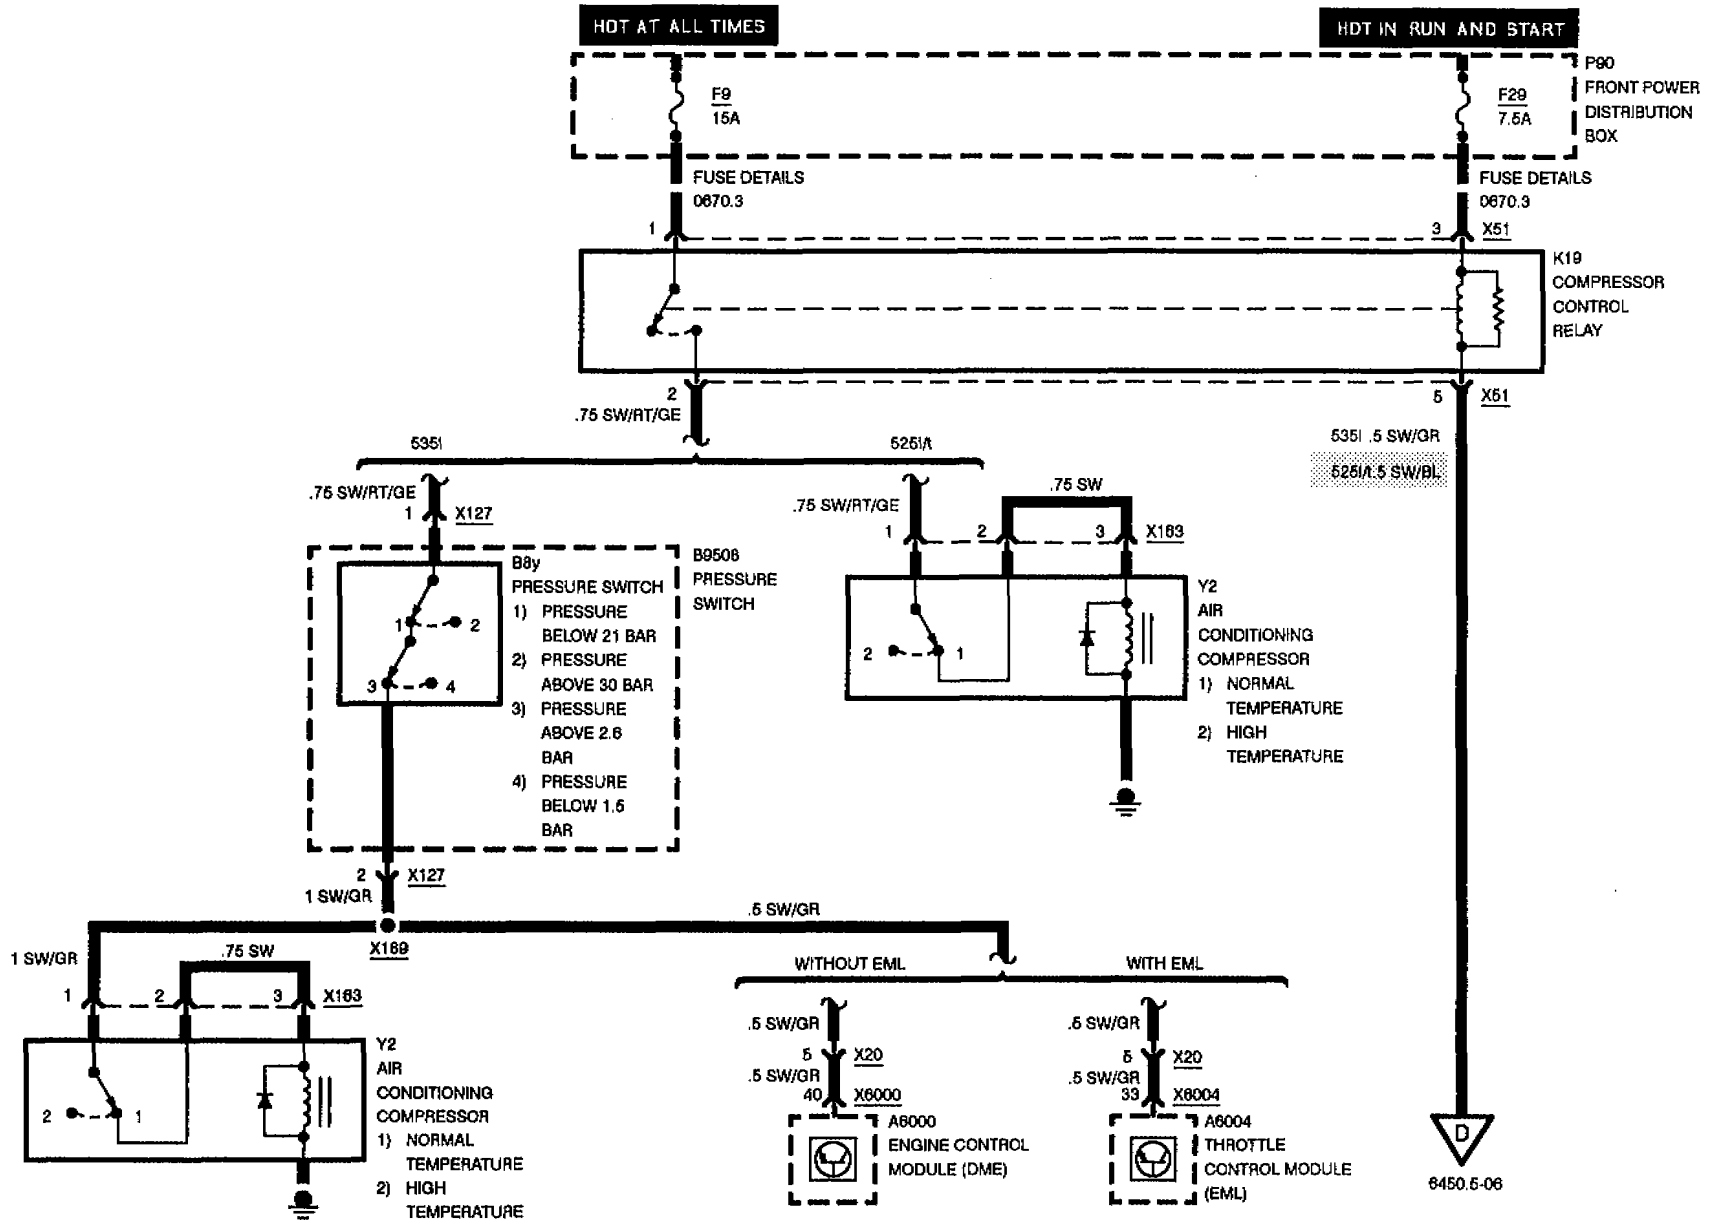 HOT AT ALL TIMES
HOT IN RUN AND START
P90
FRONT POWER
DISTRIBUTION
BOX
F9
15A
F29
7.5A
FUSE DETAILS
0670.3
FUSE DETAILS
0670.3
1
3
X51
K19
COMPRESSOR
CONTROL
RELAY
2
.75 SW/RT/GE
5
X51
535I .5 SW/GR
525I/t.5 SW/BL
535I
525I/t
.75 SW/RT/GE
1
X127
.75 SW/RT/GE
.75 SW
1
2
3
X163
B8y
PRESSURE SWITCH
1) PRESSURE
BELOW 21 BAR
2) PRESSURE
ABOVE 30 BAR
3) PRESSURE
ABOVE 2.6
BAR
4) PRESSURE
BELOW 1.5
BAR
1
2
3
4
B9508
PRESSURE
SWITCH
2
1
Y2
AIR
CONDITIONING
COMPRESSOR
1) NORMAL
TEMPERATURE
2) HIGH
TEMPERATURE
2
X127
1 SW/GR
X169
.5 SW/GR
1 SW/GR
.75 SW
1
2
3
X163
2
1
Y2
AIR
CONDITIONING
COMPRESSOR
1) NORMAL
TEMPERATURE
2) HIGH
TEMPERATURE
WITHOUT EML
WITH EML
.5 SW/GR
5
X20
.5 SW/GR
40
X6000
A6000
ENGINE CONTROL
MODULE (DME)
.5 SW/GR
5
X20
.5 SW/GR
33
X6004
A6004
THROTTLE
CONTROL MODULE
(EML)
D
6450.5-06